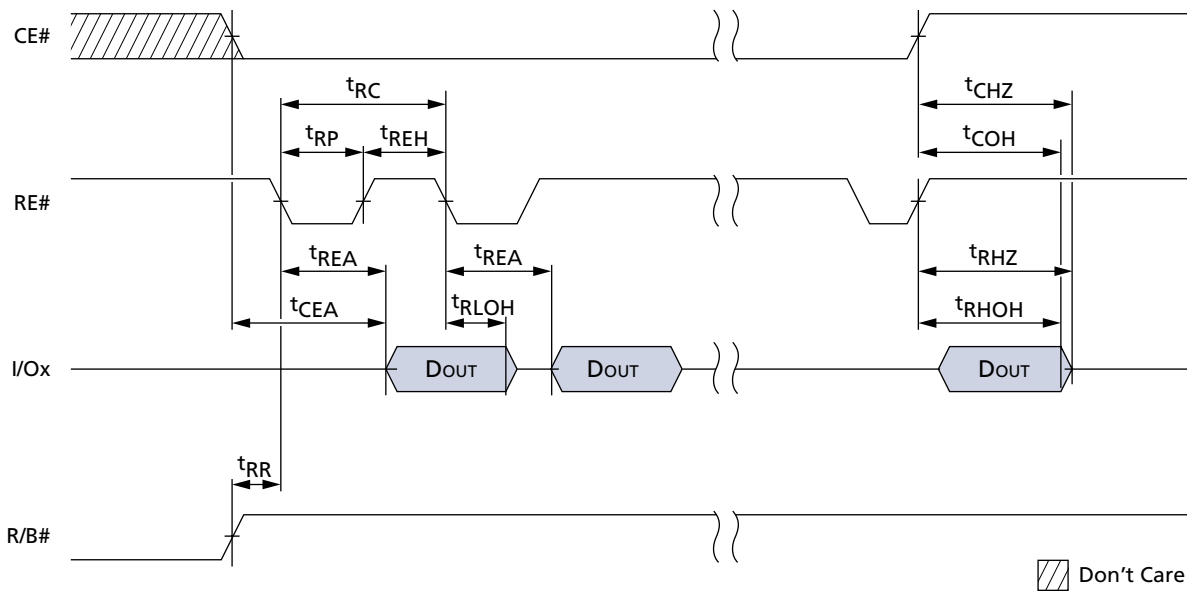 CE#
tRC
tCHZ
tRP
tREH
tCOH
RE#
tREA
tREA
tRHZ
tCEA
tRLOH
tRHOH
I/Ox
DOUT
DOUT
DOUT
tRR
R/B#
Don't Care